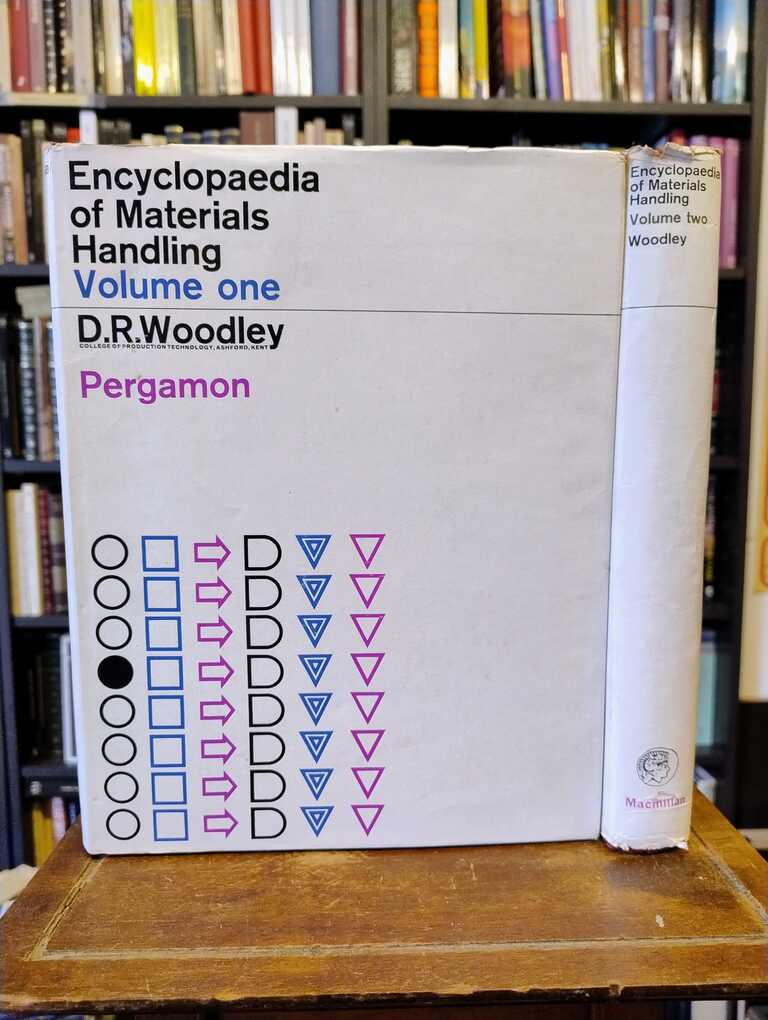 Encyclopaedia
of Materials
Handling
Volume one
D.R.Woodley
COLLEGE OF PRODUCTION TECHNOLOGY, ASHFORD, KENT
Pergamon
Encyclopaedia
of Materials
Handling
Volume two
Woodley
Macmillan